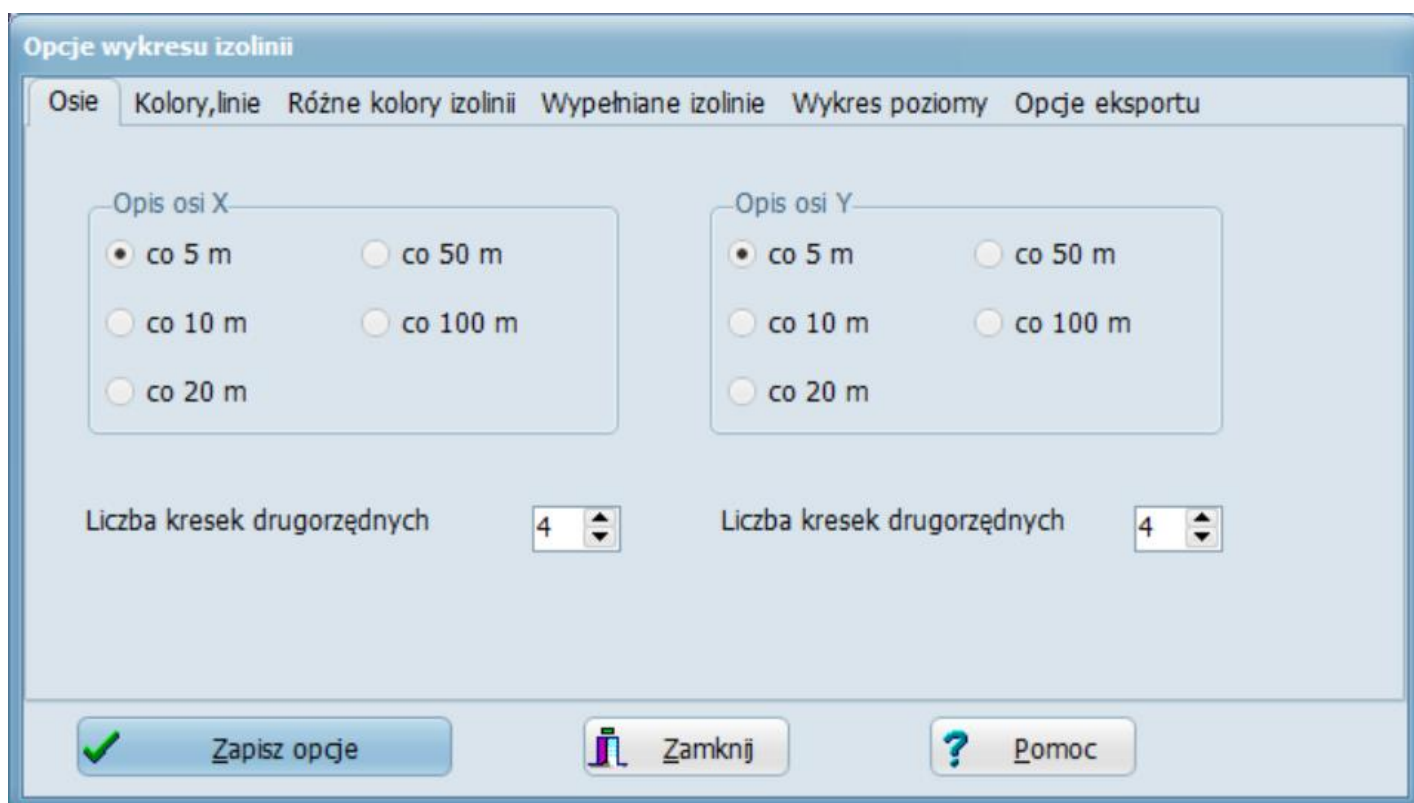 Opcje wykresu izolinii
Osie Kolory,linie Różne kolory izolinii Wypełniane izolinie Wykres poziomy Opcje eksportu
Opis osi X Opis osi Y
co 5 m co 50 m co 5 m co 50 m
co 10 m co 100 m co 10 m co 100 m
co 20 m co 20 m
Liczba kresek drugorzędnych 4 Liczba kresek drugorzędnych 4
Zapisz opcje Zamknij ? Pomoc